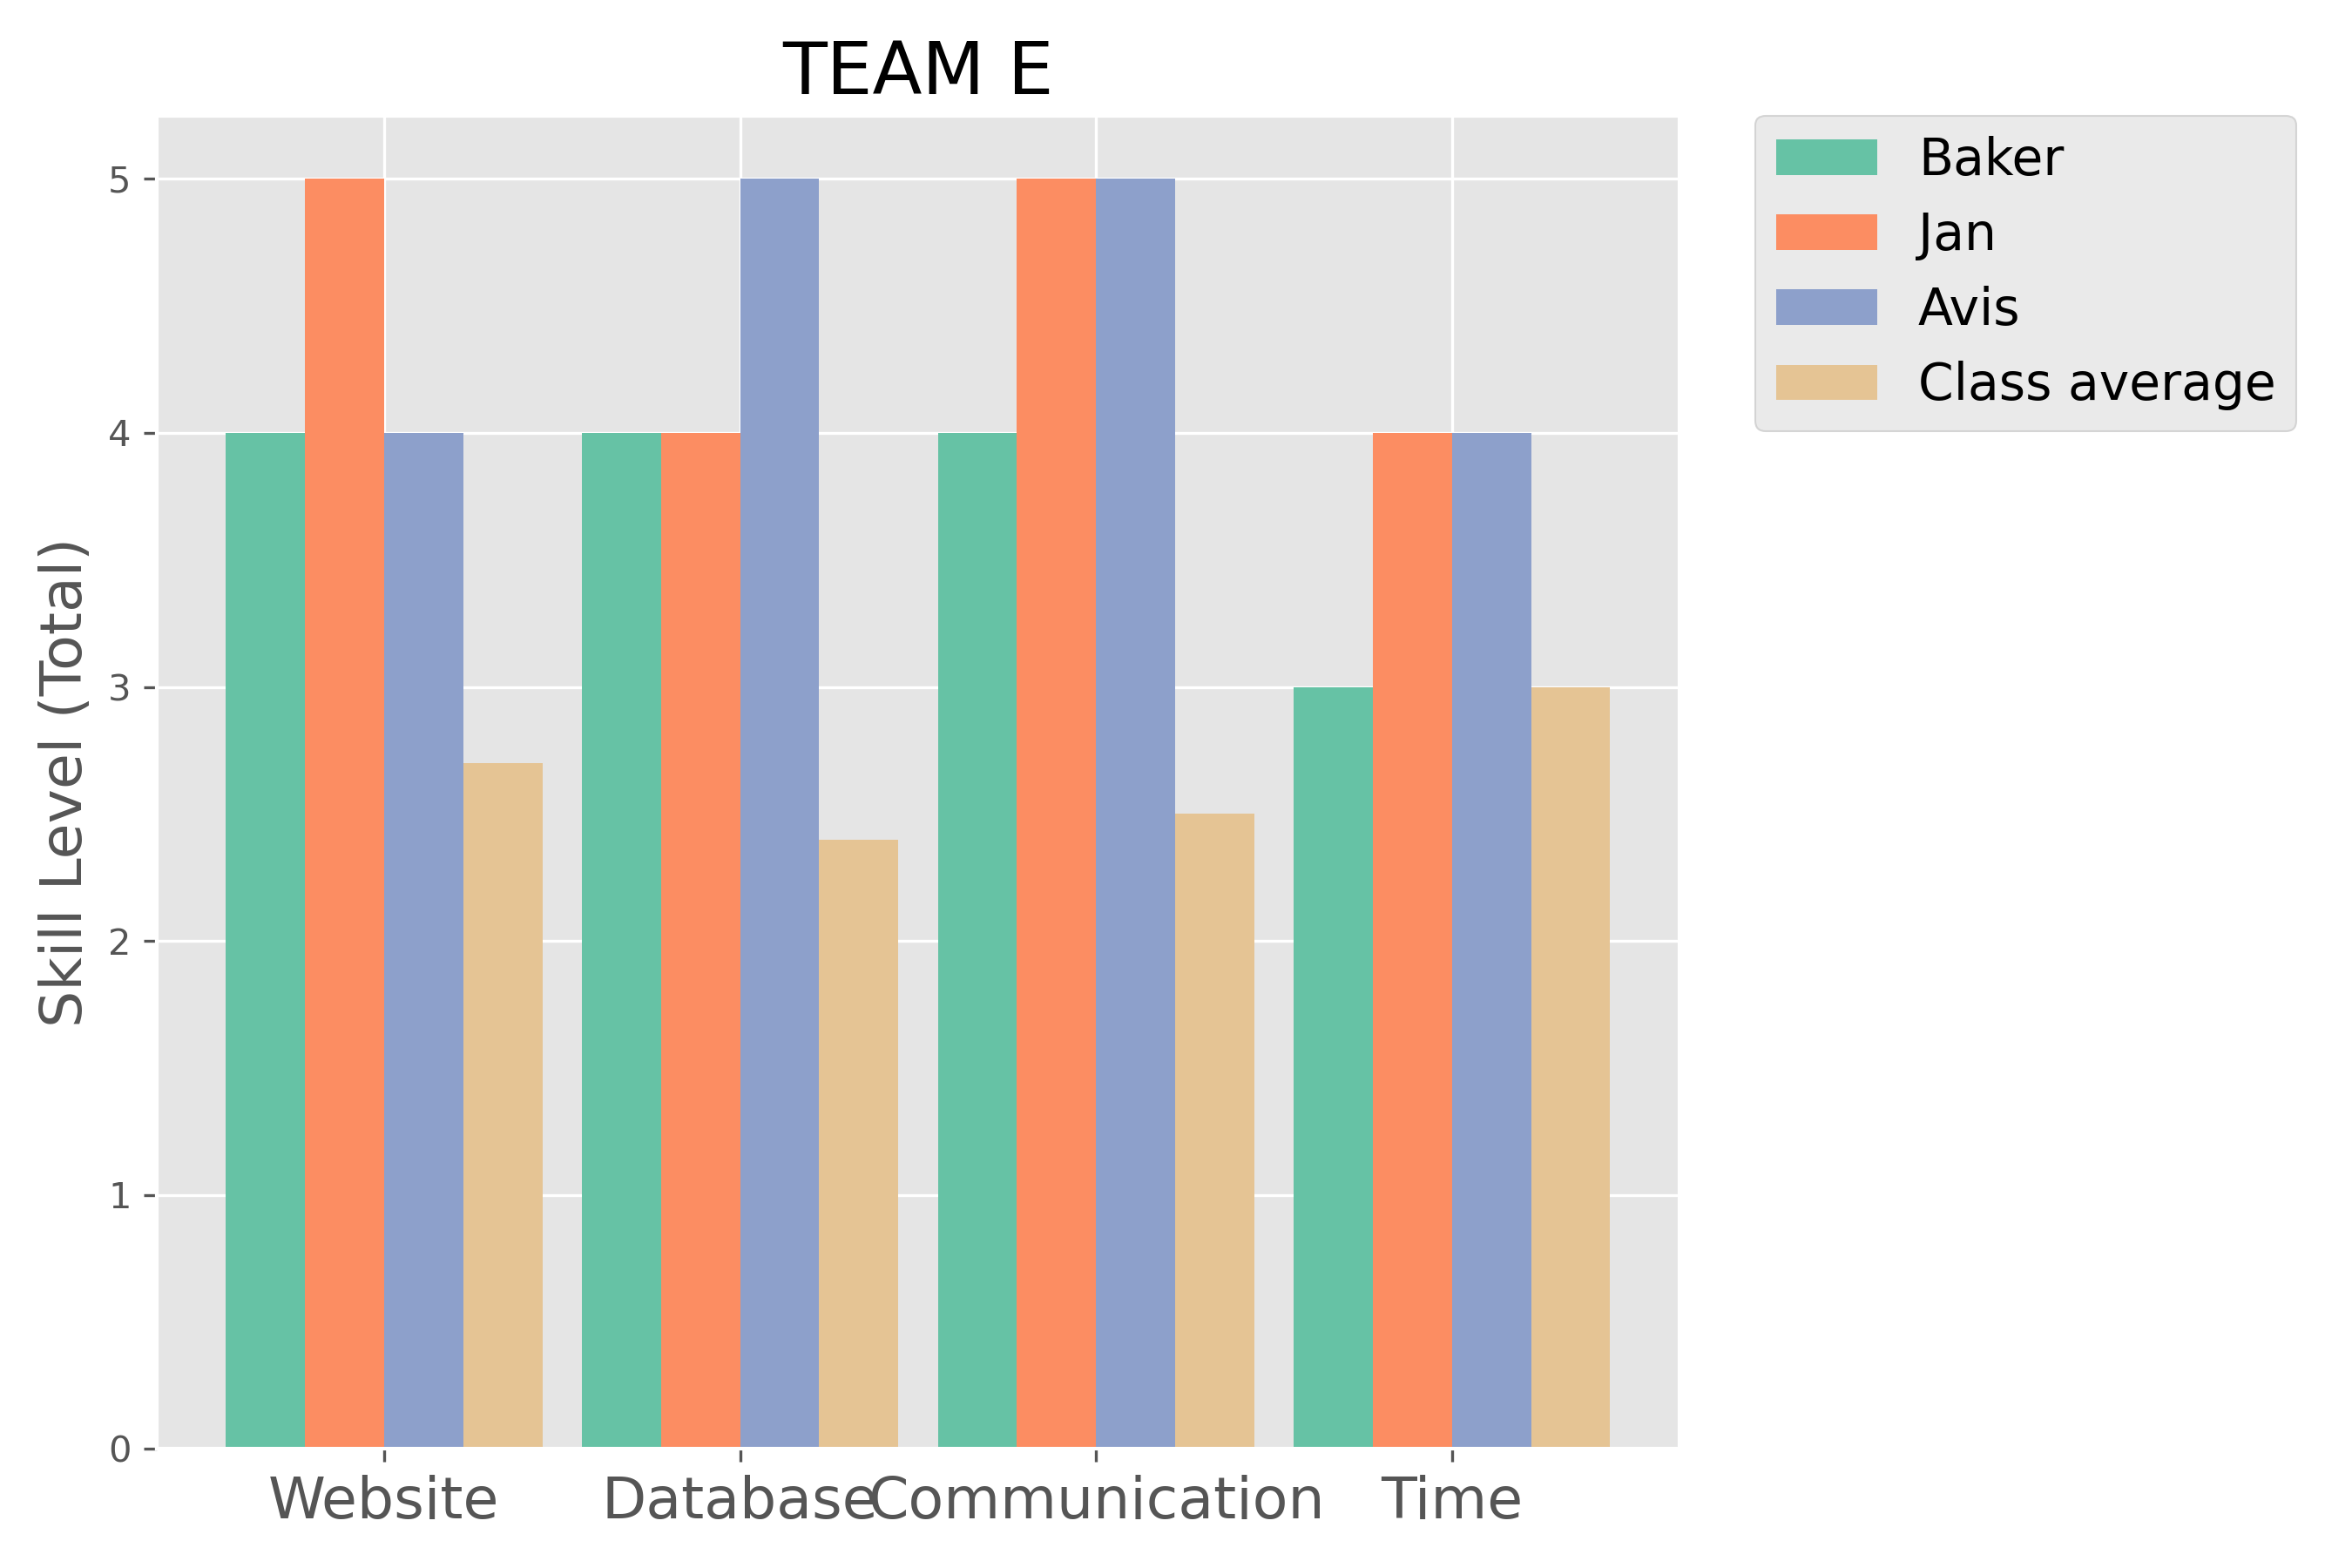 TEAM E
Baker
Jan
Avis
Class average
Skill Level (Total)
5
4
3
2
1
0
Website
Database
Communication
Time